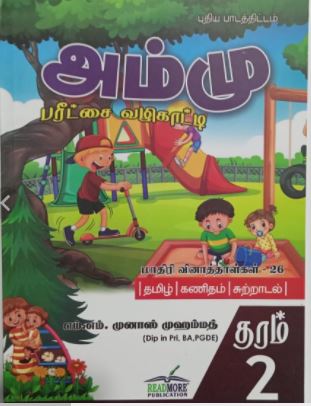 புதிய பாடத்திட்டம்
அம்மு
பரீட்சை வழிகாட்டி
மாதிரி வினாத்தாள்கள் -26
|தமிழ்|கணிதம்|சுற்றாடல்|
எம்.எம். முனாஸ் முஹம்மத்
(Dip in Pri, BA,PGDE)
தரம்
2
READMORE
PUBLICATION